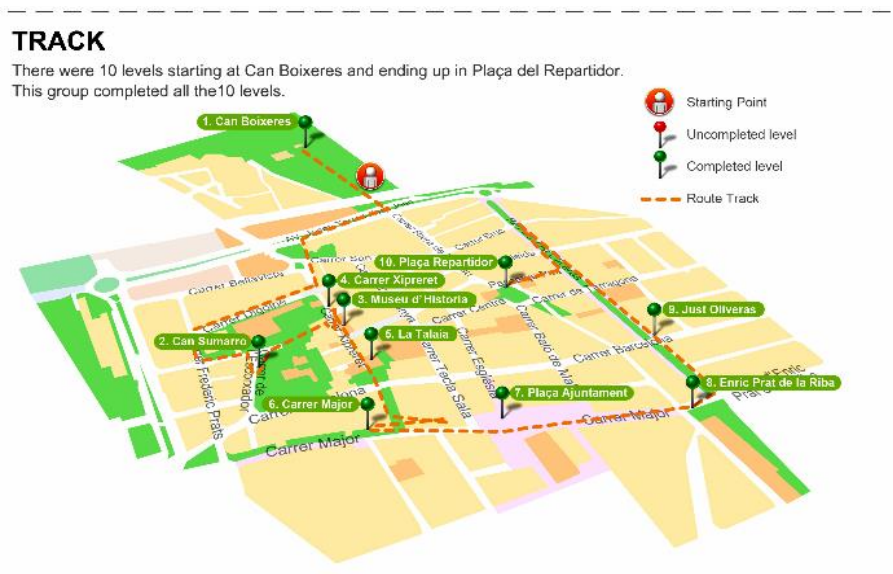 TRACK
There were 10 levels starting at Can Boixeres and ending up in Plaça del Repartidor.
This group completed all the10 levels.
Starting Point
Uncompleted level
Completed level
Route Track
1. Can Boixeres
Carrer Bellavista
10. Plaça Repartidor
4. Carrer Xipreret
3. Museu d'Historia
Carrer de Tarragona
9. Just Oliveras
Carrer Centre
2. Can Sumarro
5. La Talaia
Carrer Barcelona
Carrer Església
Carrer Tecla Sala
Frederic Prats
8. Enric Prat de la Riba
7. Plaça Ajuntament
6. Carrer Major
Carrer Major
Carrer Major